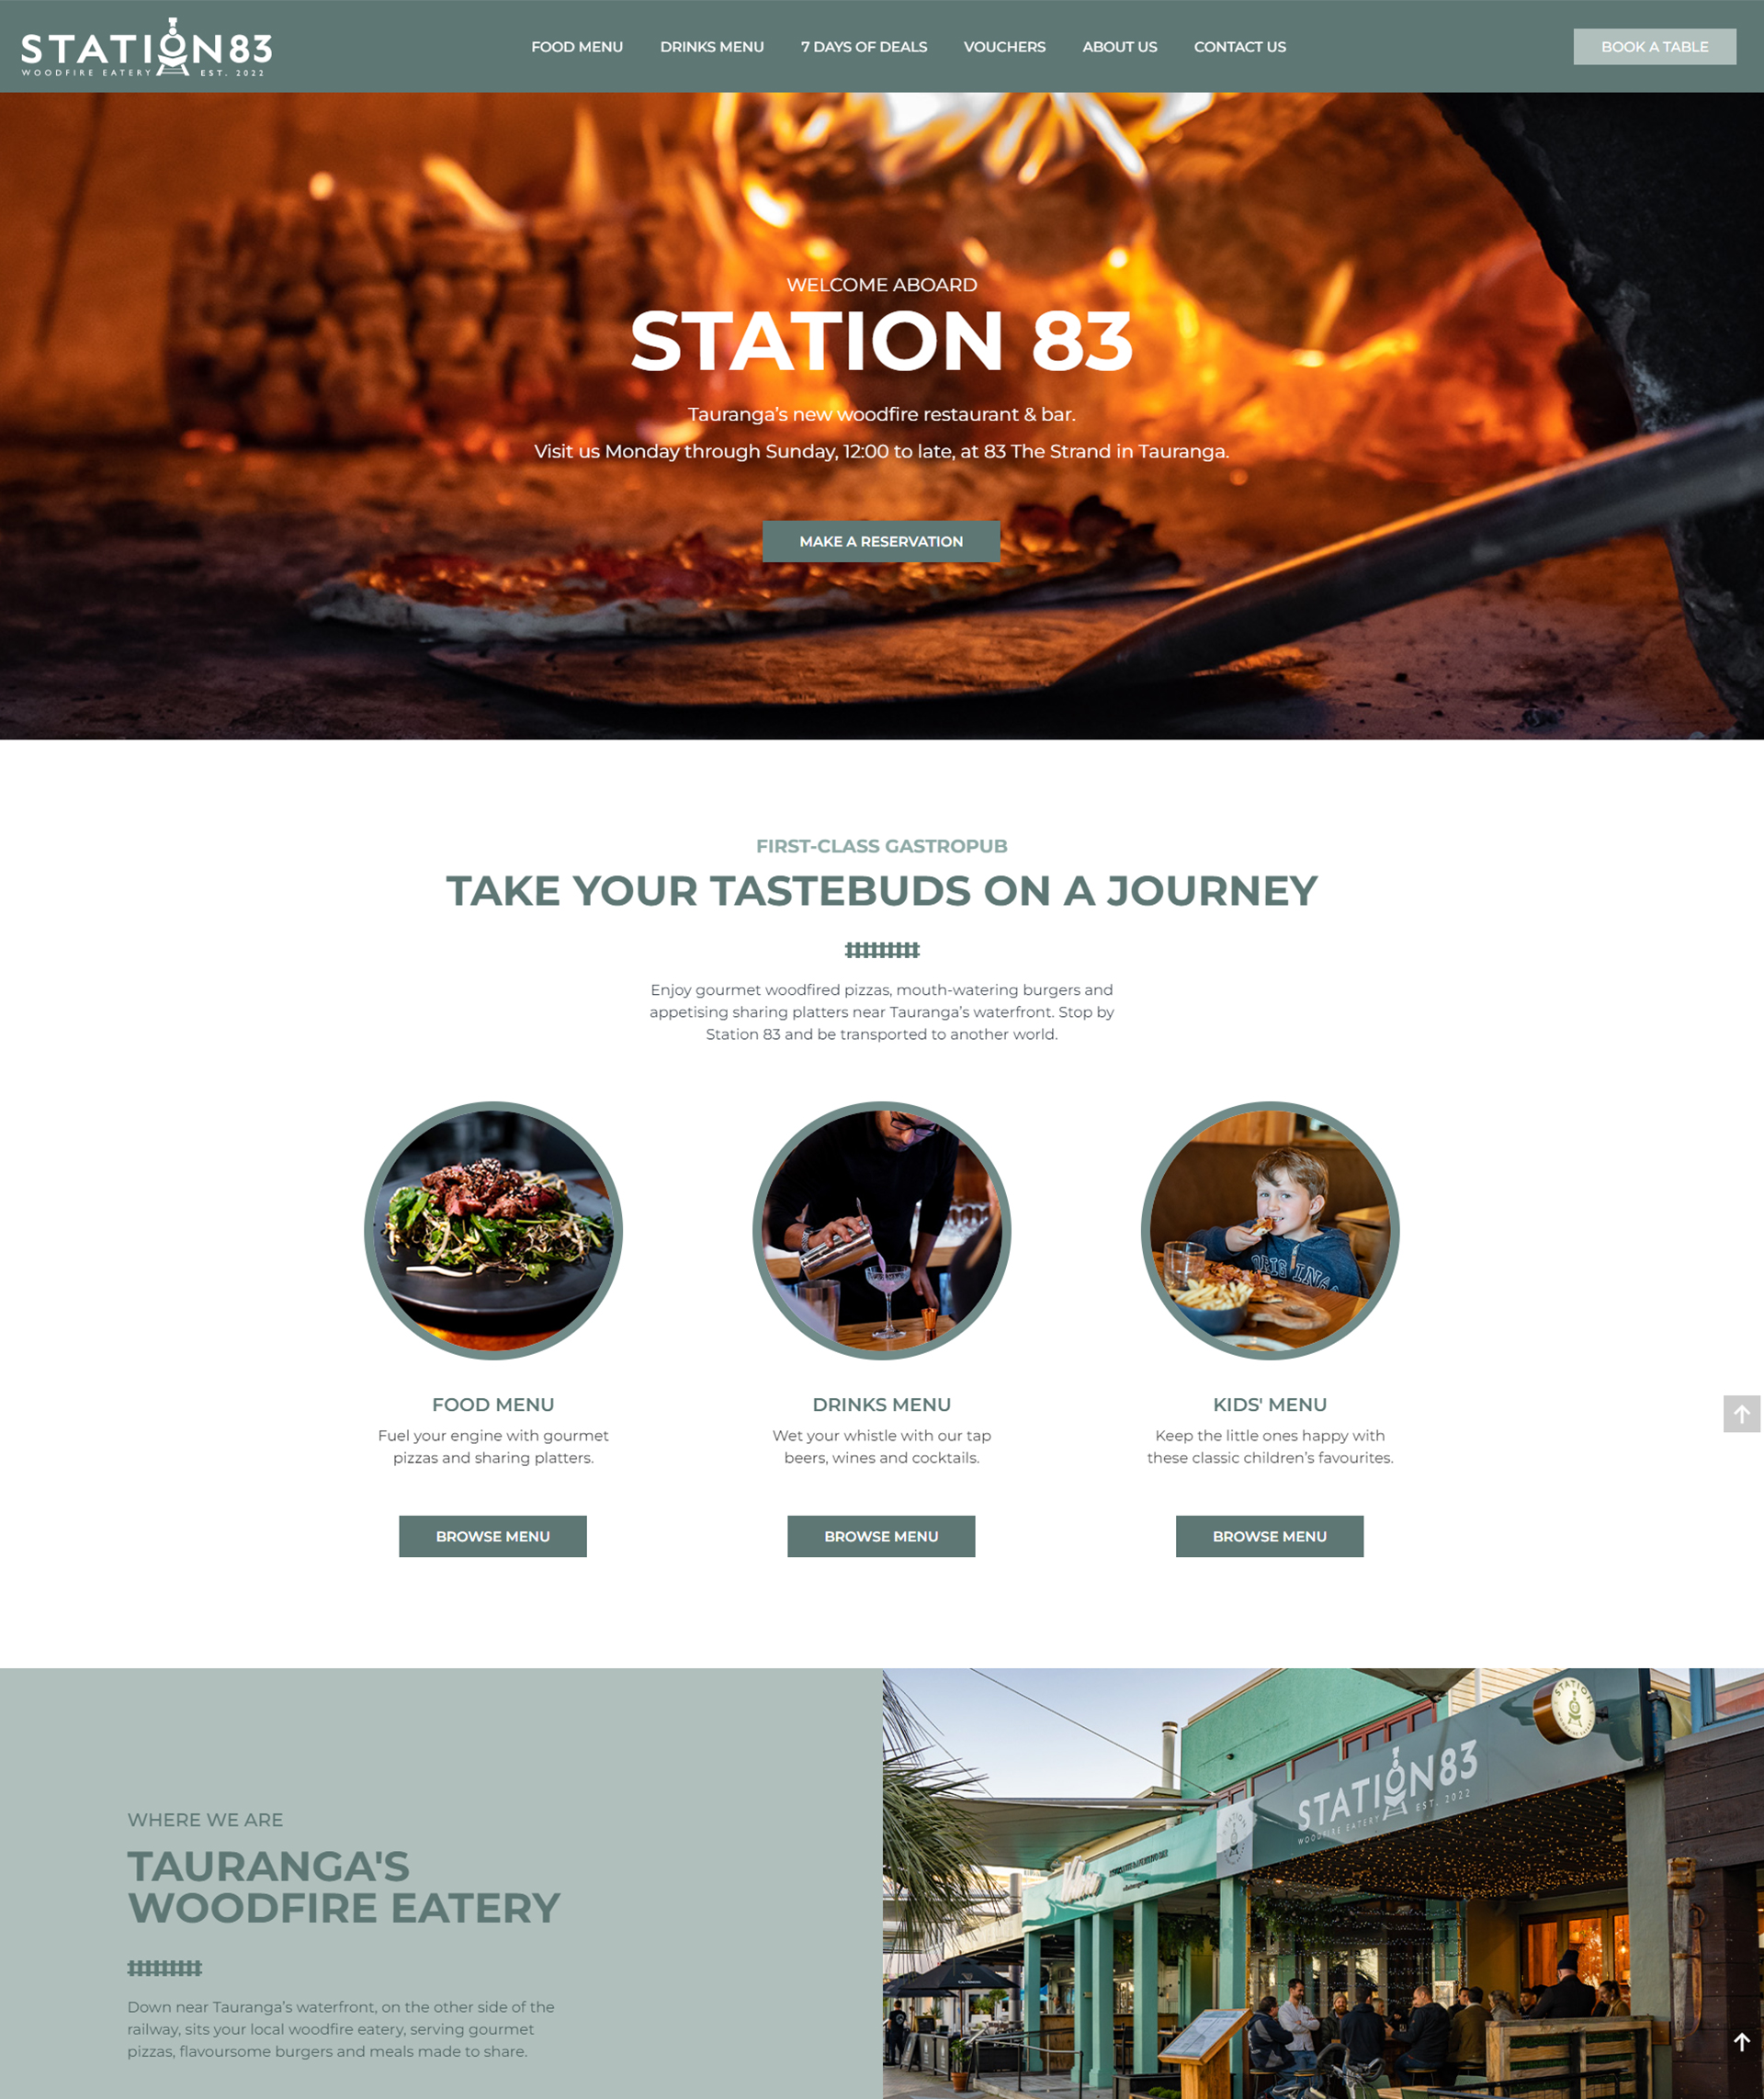 STATION83
WOODFIRE EATERY EST. 2022
FOOD MENU
DRINKS MENU
7 DAYS OF DEALS
VOUCHERS
ABOUT US
CONTACT US
BOOK A TABLE
WELCOME ABOARD
STATION 83
Tauranga’s new woodfire restaurant & bar.
Visit us Monday through Sunday, 12:00 to late, at 83 The Strand in Tauranga.
MAKE A RESERVATION
FIRST-CLASS GASTROPUB
TAKE YOUR TASTEBUDS ON A JOURNEY
Enjoy gourmet woodfired pizzas, mouth-watering burgers and
appetising sharing platters near Tauranga’s waterfront. Stop by
Station 83 and be transported to another world.
FOOD MENU
Fuel your engine with gourmet
pizzas and sharing platters.
BROWSE MENU
DRINKS MENU
Wet your whistle with our tap
beers, wines and cocktails.
BROWSE MENU
KIDS' MENU
Keep the little ones happy with
these classic children’s favourites.
BROWSE MENU
WHERE WE ARE
TAURANGA'S
WOODFIRE EATERY
Down near Tauranga’s waterfront, on the other side of the
railway, sits your local woodfire eatery, serving gourmet
pizzas, flavoursome burgers and meals made to share.
STATION
STATION83
WOODFIRE EATERY EST. 2022